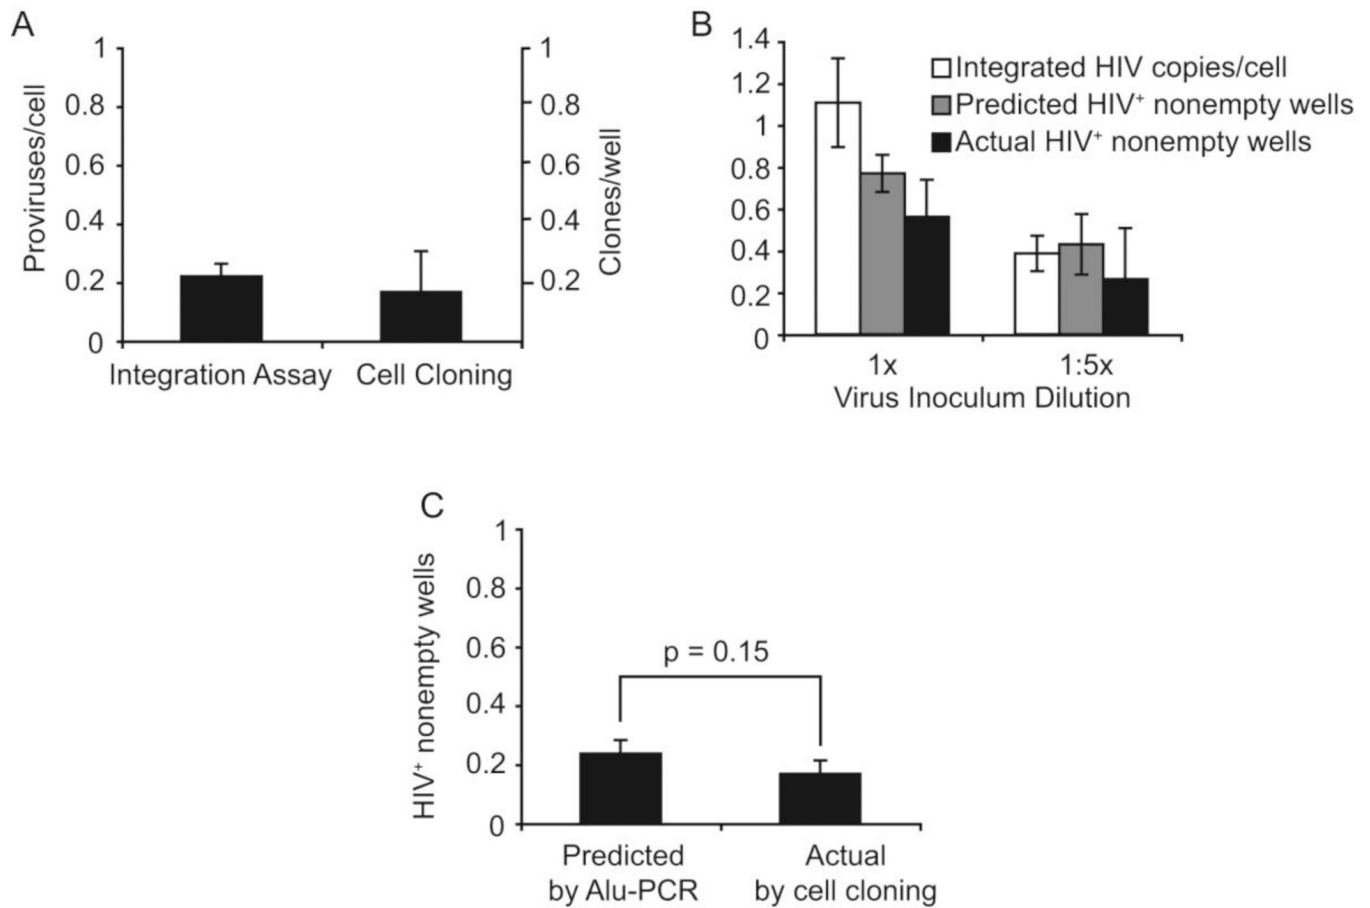 A
1
0.8
0.6
0.4
0.2
0
Proviruses/cell
1
0.8
0.6
0.4
0.2
Clones/well
Integration Assay Cell Cloning
B
1.4
1.2
1
0.8
0.6
0.4
0.2
0
Integrated HIV copies/cell
Predicted HIV⁺ nonempty wells
Actual HIV⁺ nonempty wells
1x 1:5x
Virus Inoculum Dilution
C
HIV⁺ nonempty wells
1
0.8
0.6
0.4
0.2
0
p = 0.15
Predicted
by Alu-PCR
Actual
by cell cloning